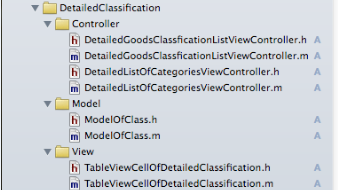 DetailedClassification
Controller
DetailedGoodsClassficationListViewController.h A
DetailedGoodsClassficationListViewController.m A
DetailedListOfCategoriesViewController.h A
DetailedListOfCategoriesViewController.m A
Model
ModelOfClass.h A
ModelOfClass.m A
View
TableViewCellOfDetailedClassification.h A
TableViewCellOfDetailedClassification.m A